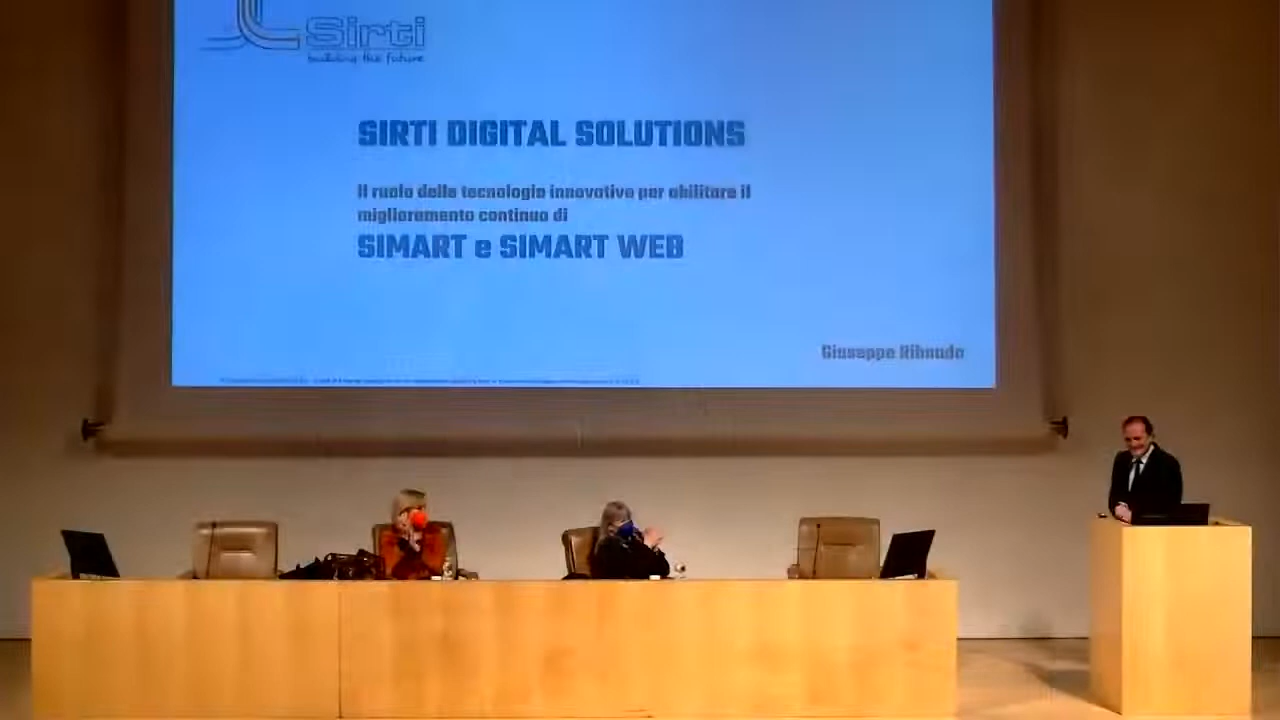 Sirti
building the future
SIRTI DIGITAL SOLUTIONS
Il ruolo delle tecnologie innovative per abilitare il
miglioramento continuo di
SIMART e SIMART WEB
Giuseppe Ribaudo